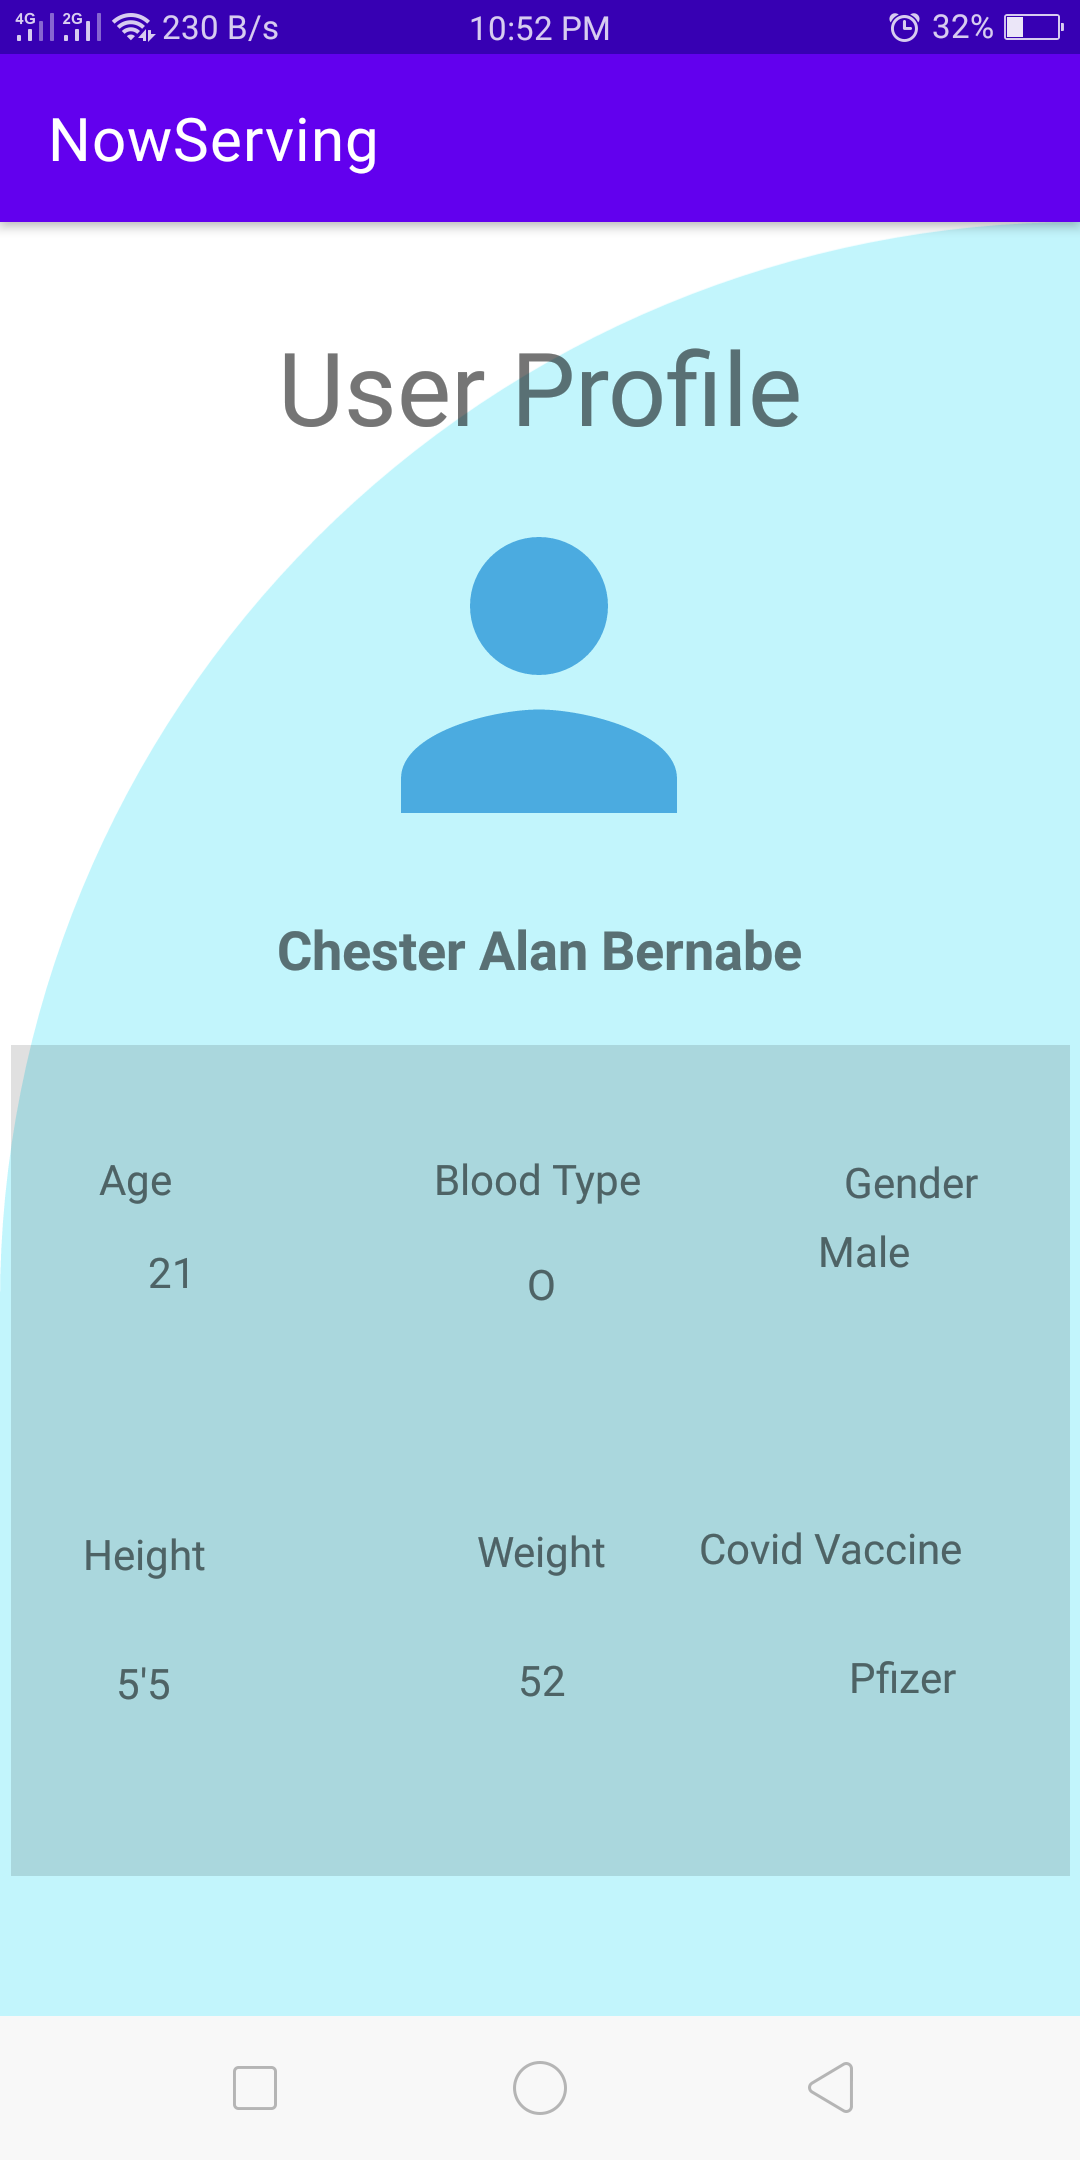 4G 2G 230 B/s 10:52 PM 32%
NowServing
User Profile
Chester Alan Bernabe
Age Blood Type Gender
21 O Male
Height Weight Covid Vaccine
5'5 52 Pfizer